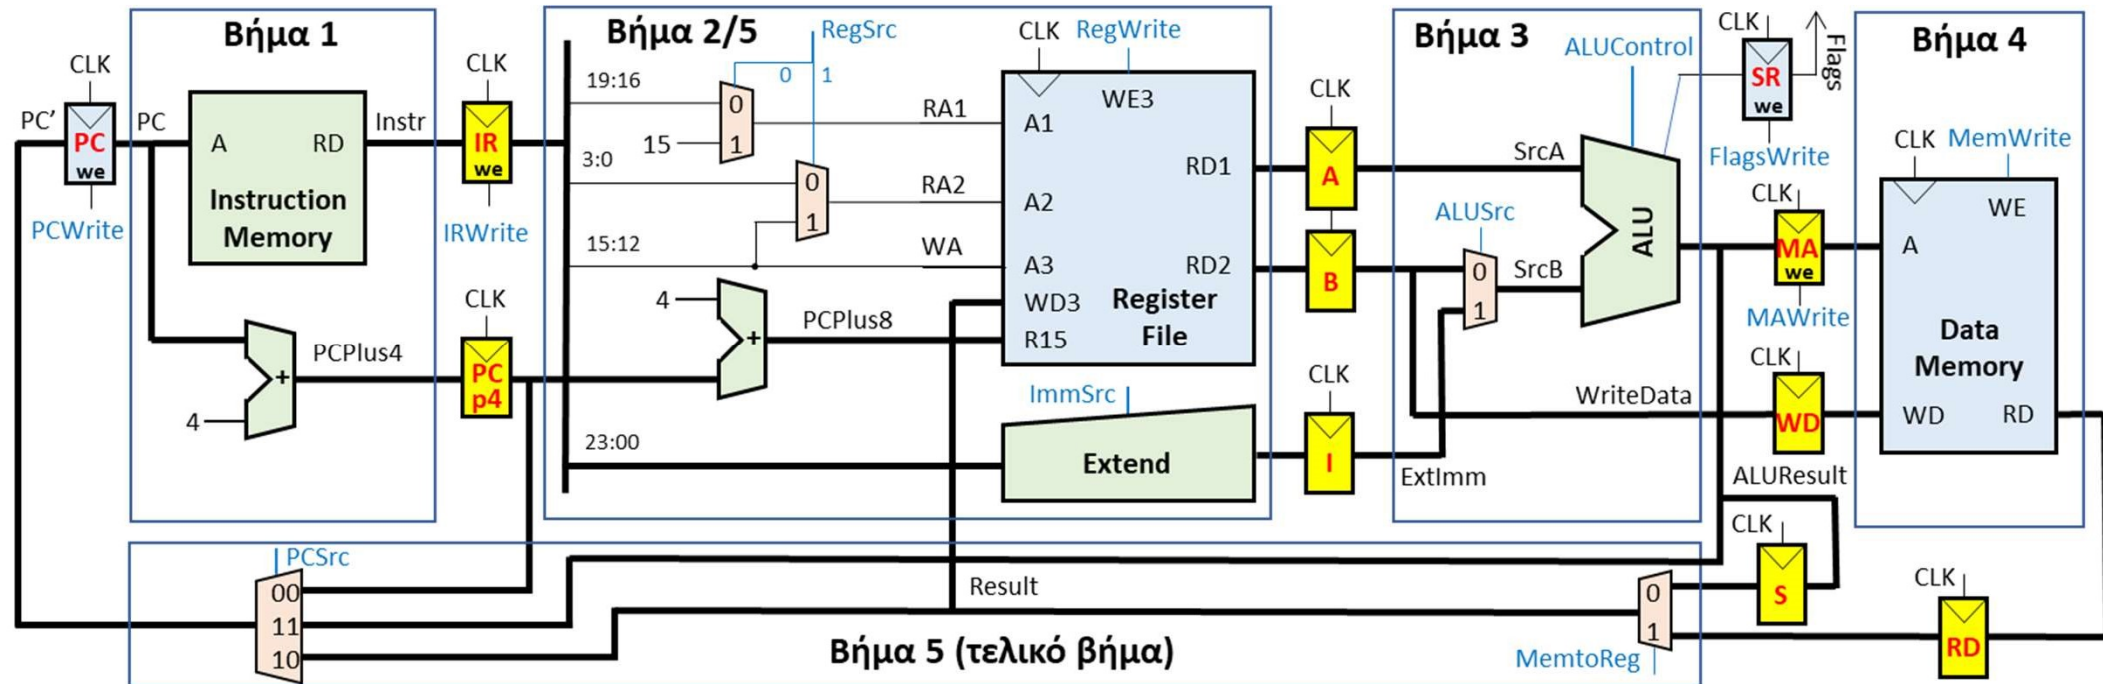 Βήμα 1
CLK
PC'
PC
we
PCWrite
PC
A
RD
Instruction
Memory
Instr
CLK
IR
we
IRWrite
PCPlus4
+
4
CLK
PC
p4
Βήμα 2/5
RegSrc
0
1
19:16
0
15
1
3:0
0
1
15:12
RA1
RA2
WA
4
+
PCPlus8
23:00
CLK
RegWrite
WE3
A1
A2
A3
WD3
R15
RD1
RD2
Register
File
ImmSrc
Extend
CLK
A
B
CLK
I
Βήμα 3
ALUControl
SrcA
ALUSrc
0
1
SrcB
ALU
WriteData
ExtImm
CLK
SR
we
Flags
FlagsWrite
CLK
MA
we
MAWrite
CLK
WD
ALUResult
CLK
S
Βήμα 4
CLK
MemWrite
A
WE
Data
Memory
WD
RD
CLK
RD
PCSrc
00
11
10
Result
Βήμα 5 (τελικό βήμα)
0
1
MemtoReg